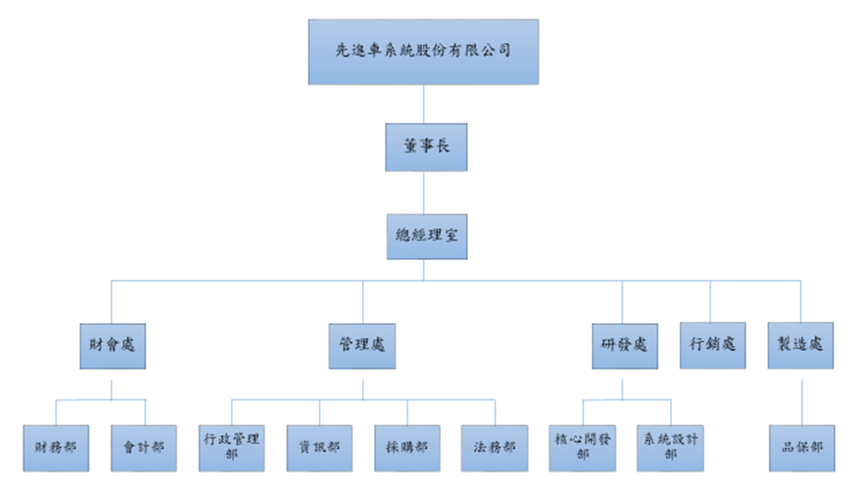 先進車系統股份有限公司
董事長
總經理室
財會處
管理處
研發處
行銷處
製造處
財務部
會計部
行政管理
部
資訊部
採購部
法務部
核心開發
部
系統設計
部
品保部